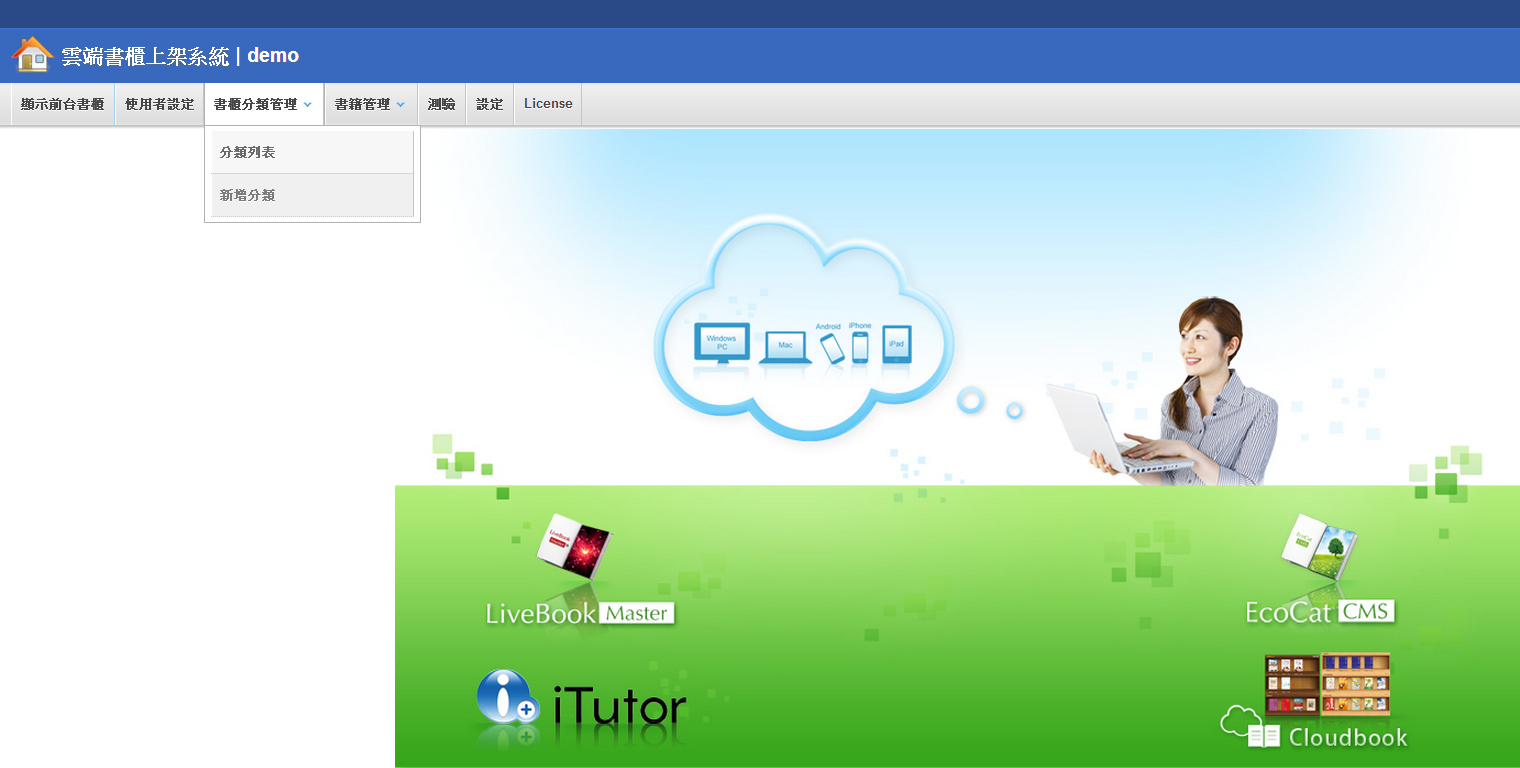 雲端書櫃上架系統 | demo
顯示前台書櫃 使用者設定 書櫃分類管理 書籍管理 測驗 設定 License
分類列表
新增分類
Android iPhone
Windows PC Mac iPad
LiveBook Master
EcoCat CMS
iTutor
Cloudbook